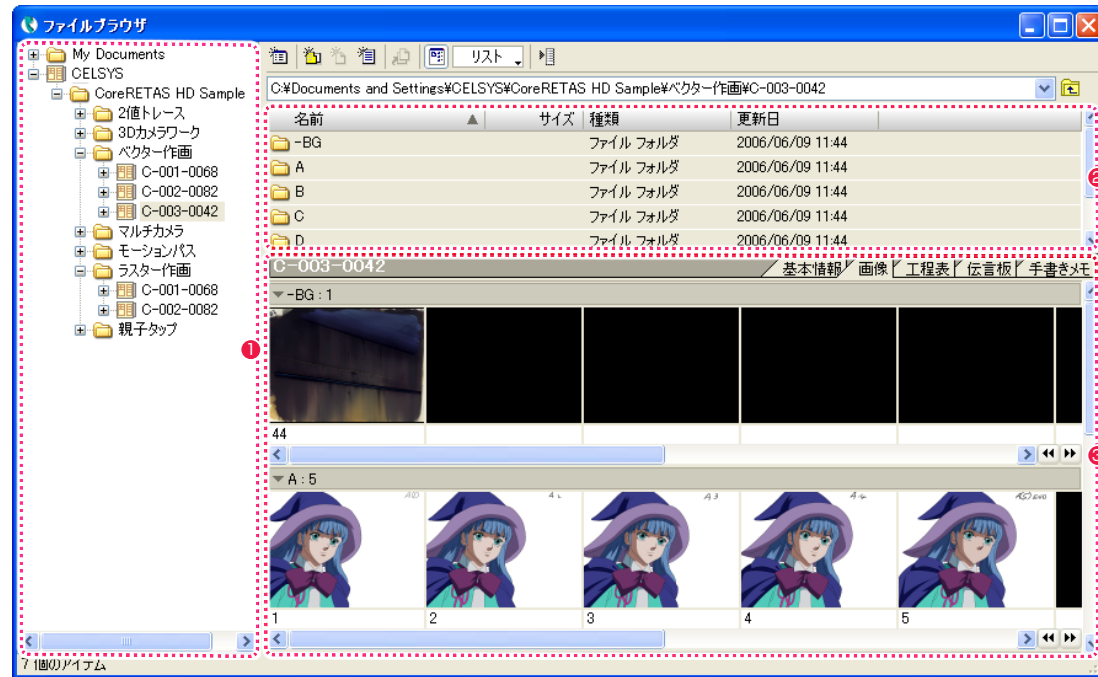 ファイルブラウザ
My Documents
CELSYS
CoreRETAS HD Sample
2値トレース
3Dカメラワーク
ベクター作画
C-001-0068
C-002-0082
C-003-0042
マルチカメラ
モーションパス
ラスター作画
C-001-0068
C-002-0082
親子タップ
❶
リスト
C:¥Documents and Settings¥CELSYS¥CoreRETAS HD Sample¥ベクター作画¥C-003-0042
名前 サイズ 種類 更新日
-BG ファイル フォルダ 2006/06/09 11:44
A ファイル フォルダ 2006/06/09 11:44
B ファイル フォルダ 2006/06/09 11:44
C ファイル フォルダ 2006/06/09 11:44
D ファイル フォルダ 2006/06/09 11:44
C-003-0042 基本情報 画像 工程表 伝言板 手書きメモ
-BG : 1
44
A : 5
1 2 3 4 5
7 個のアイテム